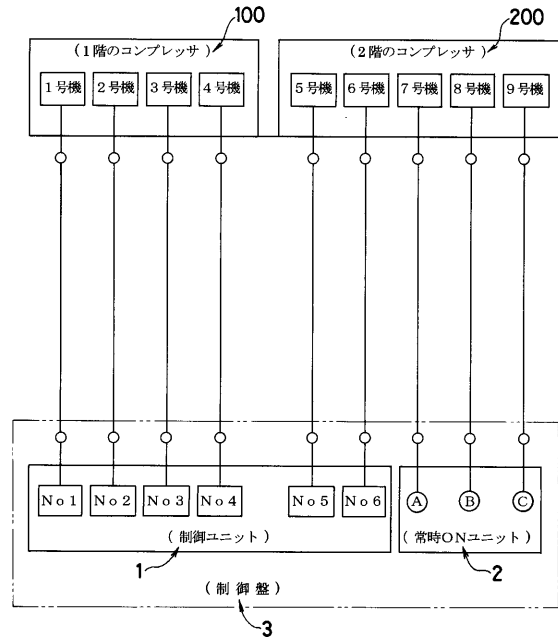 100
200
(1階のコンプレッサ)
(2階のコンプレッサ)
1号機 2号機 3号機 4号機 5号機 6号機 7号機 8号機 9号機
No1 No2 No3 No4 No5 No6 A B C
(制御ユニット)
(常時ONユニット)
1
2
(制御盤)
3